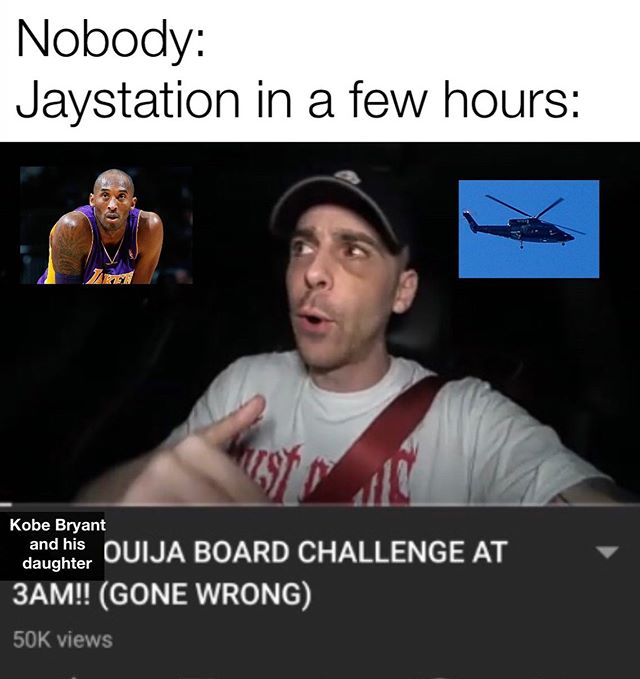 Nobody:
Jaystation in a few hours:
LAKERS
Kobe Bryant
and his
daughter
OUIJA BOARD CHALLENGE AT
3AM!! (GONE WRONG)
50K views